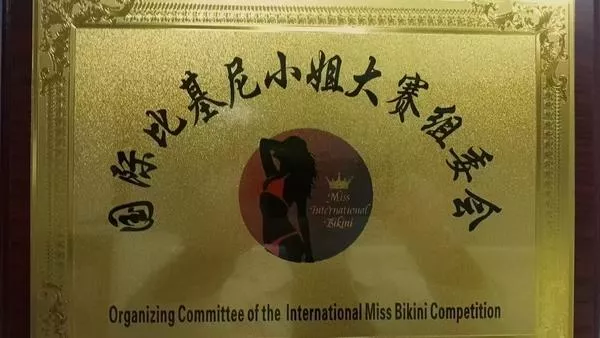 国际比基尼小姐大赛组委会
Miss
International
Bikini
Organizing Committee of the International Miss Bikini Competition